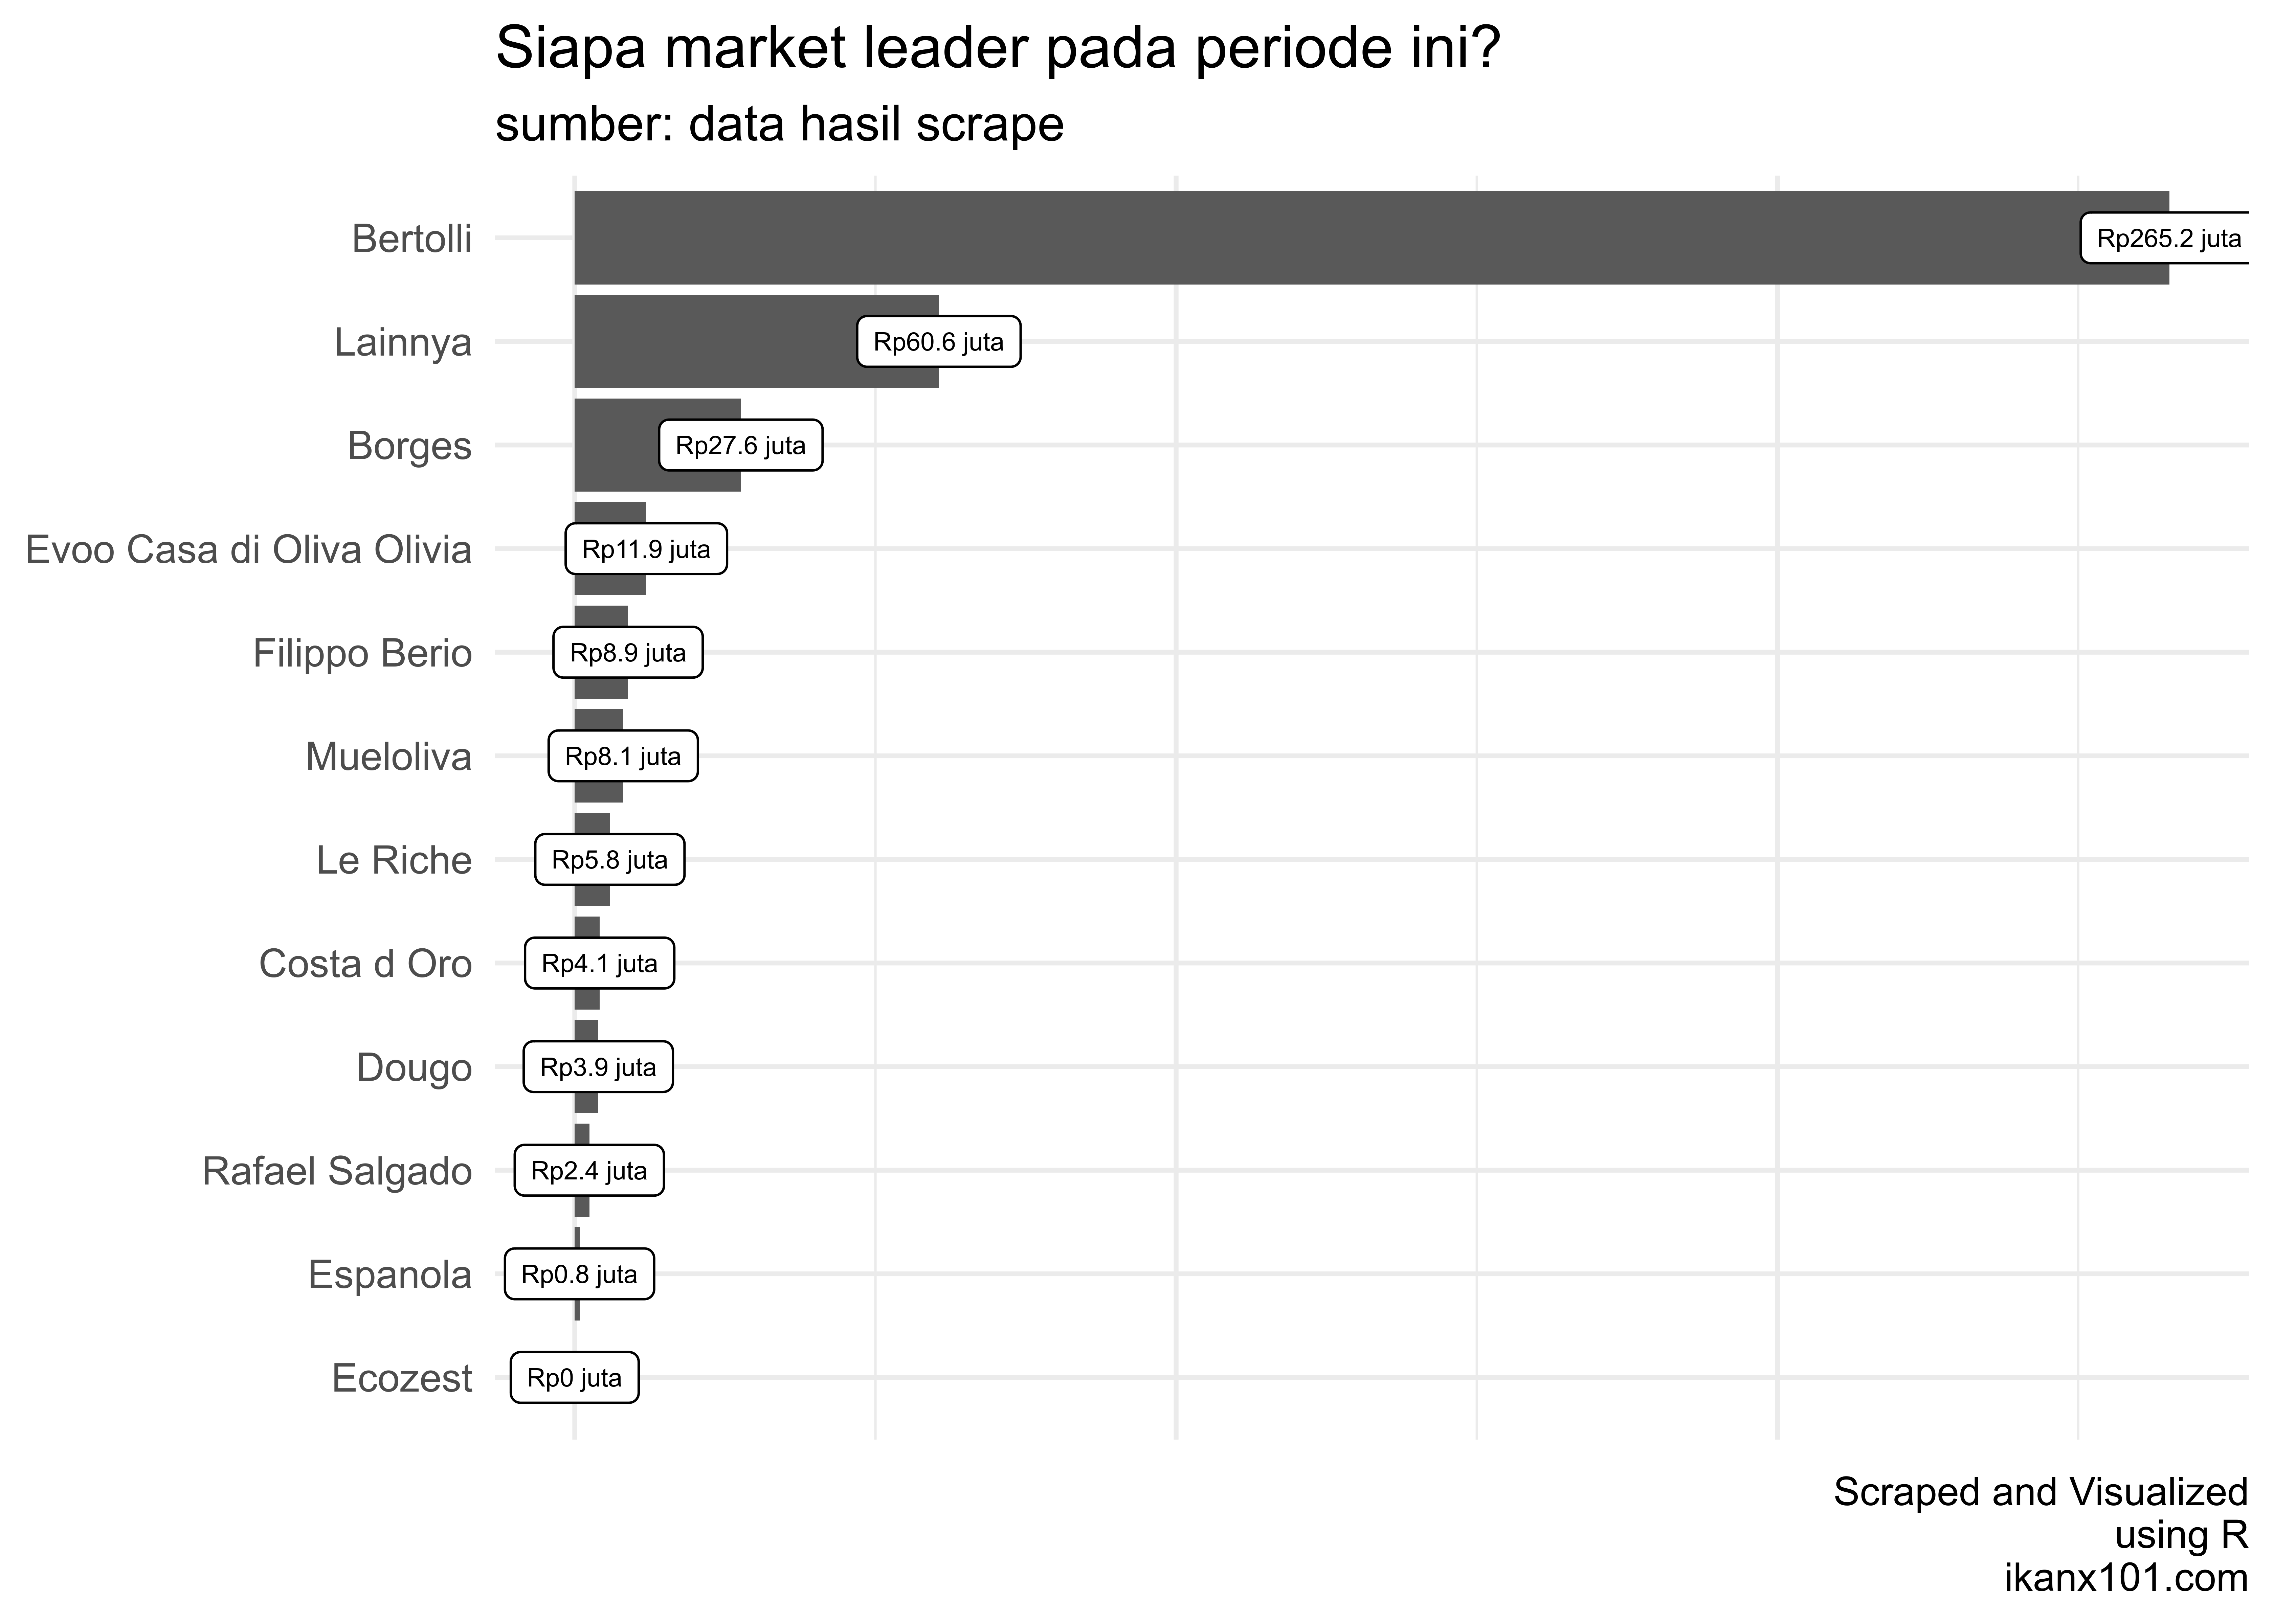 Siapa market leader pada periode ini?
sumber: data hasil scrape
Bertolli
Rp265.2 juta
Lainnya
Rp60.6 juta
Borges
Rp27.6 juta
Evoo Casa di Oliva Olivia
Rp11.9 juta
Filippo Berio
Rp8.9 juta
Mueloliva
Rp8.1 juta
Le Riche
Rp5.8 juta
Costa d Oro
Rp4.1 juta
Dougo
Rp3.9 juta
Rafael Salgado
Rp2.4 juta
Espanola
Rp0.8 juta
Ecozest
Rp0 juta
Scraped and Visualized
using R
ikanx101.com